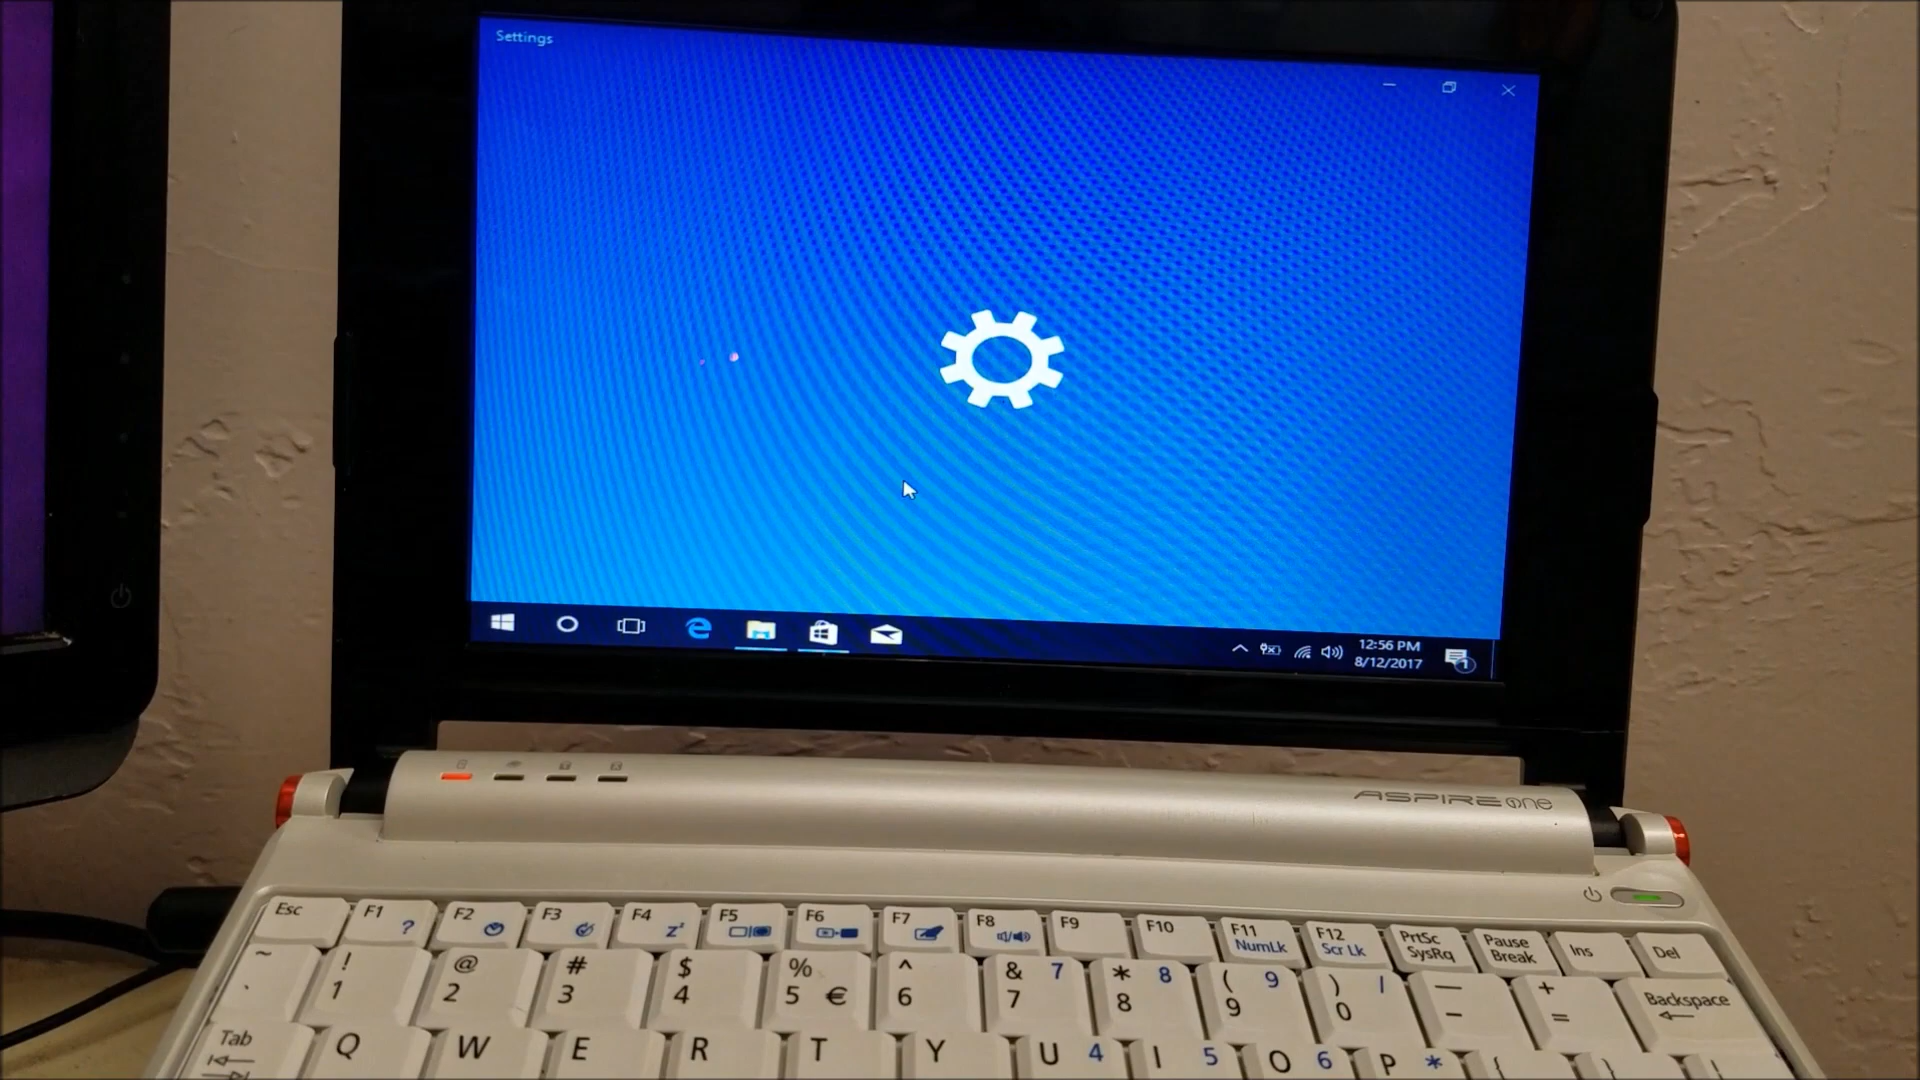 Settings
12:56 PM
8/12/2017
1
ASPIRE one
Esc F1 ? F2 F3 F4 Zz F5 F6 F7 F8 F9 F10 F11 NumLk F12 Scr Lk PrtSc SysRq Pause Break Ins Del
~ ! 1 @ 2 # 3 $ 4 % 5 € ^ 6 & 7 7 * 8 8 ( 9 9 ) 0 / — - + = Backspace
Tab Q W E R T Y U 4 I 5 O 6 P *